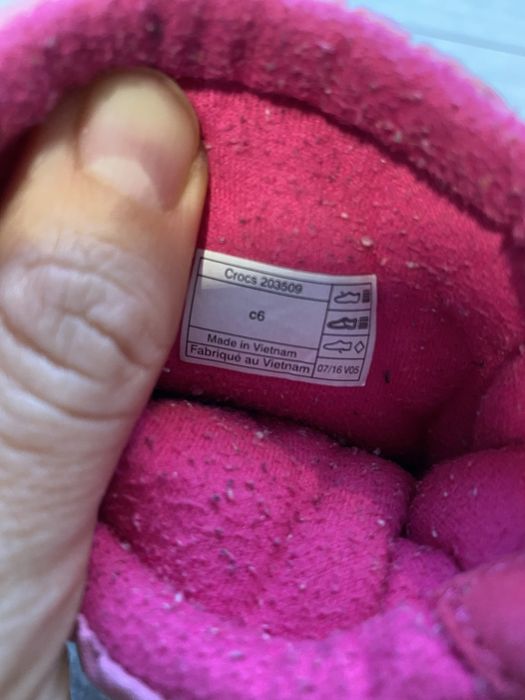 Crocs 203509
c6
Made in Vietnam
Fabriqué au Vietnam
07/16 V05